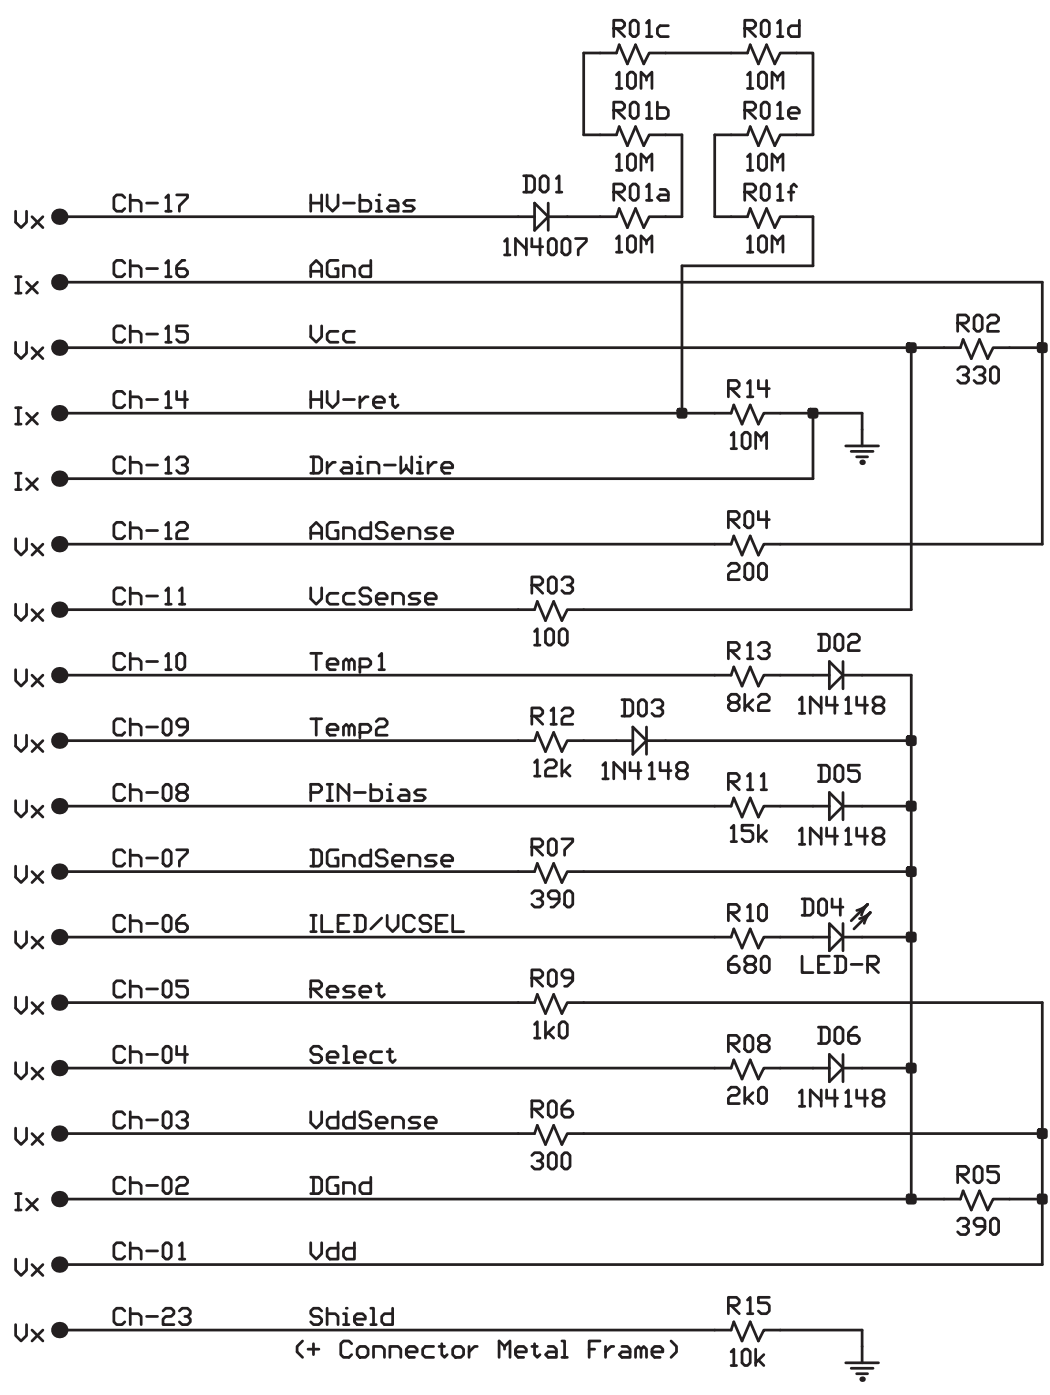 R01c R01d
10M 10M
R01b R01e
10M 10M
D01 R01a R01f
Vx Ch-17 HV-bias
1N4007 10M 10M
Ix Ch-16 AGnd
R02
Vx Ch-15 Vcc
330
R14
Ix Ch-14 HV-ret
10M
Ix Ch-13 Drain-Wire
R04
Vx Ch-12 AGndSense
200
R03
Vx Ch-11 VccSense
100
R13 D02
Vx Ch-10 Temp1
8k2 1N4148
R12 D03
Vx Ch-09 Temp2
12k 1N4148
R11 D05
Vx Ch-08 PIN-bias
15k 1N4148
R07
Vx Ch-07 DGndSense
390
R10 D04
Vx Ch-06 ILED/VCSEL
680 LED-R
R09
Vx Ch-05 Reset
1k0
R08 D06
Vx Ch-04 Select
2k0 1N4148
R06
Vx Ch-03 VddSense
300
R05
Ix Ch-02 DGnd
390
Vx Ch-01 Vdd
R15
Vx Ch-23 Shield
(+ Connector Metal Frame)
10k